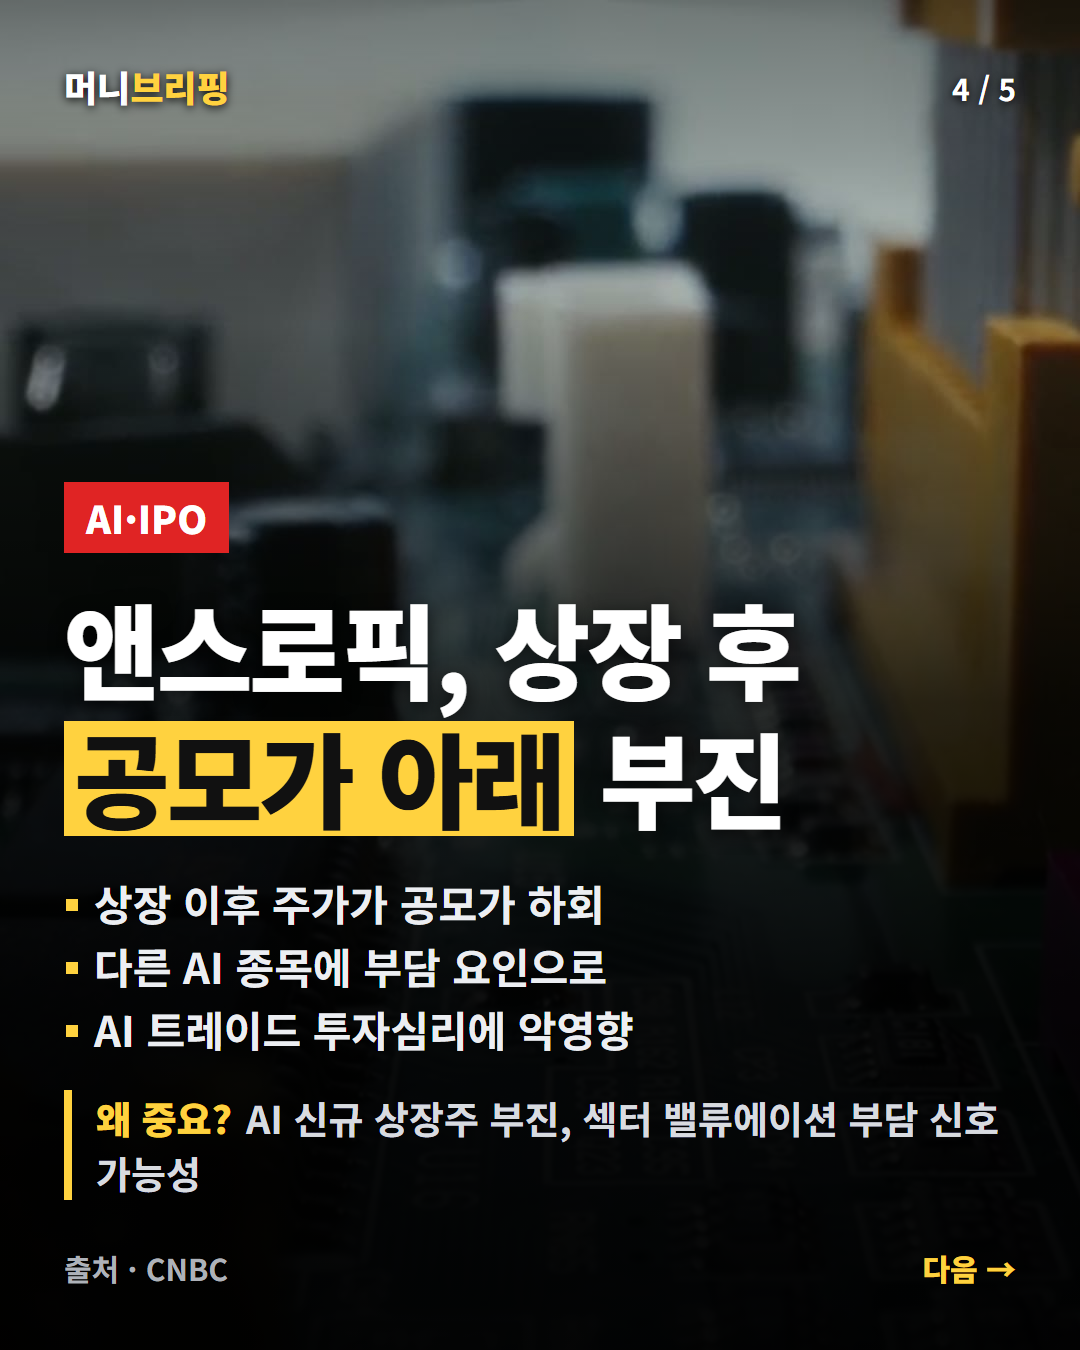 머니브리핑
4 / 5
AI·IPO
앤스로픽, 상장 후
공모가 아래 부진
상장 이후 주가가 공모가 하회
다른 AI 종목에 부담 요인으로
AI 트레이드 투자심리에 악영향
왜 중요? AI 신규 상장주 부진, 섹터 밸류에이션 부담 신호
가능성
출처 · CNBC
다음 →